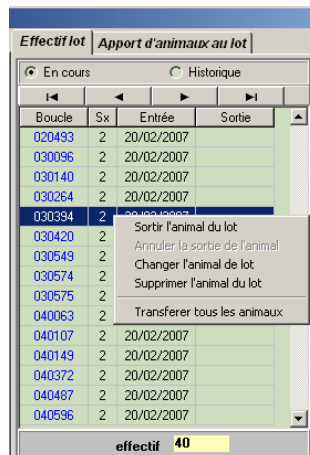 Effectif lot Apport d'animaux au lot
En cours Historique
Boucle Sx Entrée Sortie
020493 2 20/02/2007
030096 2 20/02/2007
030140 2 20/02/2007
030264 2 20/02/2007
030394 2 20/02/2007
030420 2
Sortir l'animal du lot
030549 2
Annuler la sortie de l'animal
030574 2
Changer l'animal de lot
030575 2
Supprimer l'animal du lot
040063 2
Transferer tous les animaux
040107 2 20/02/2007
040149 2 20/02/2007
040372 2 20/02/2007
040487 2 20/02/2007
040596 2 20/02/2007
effectif 40